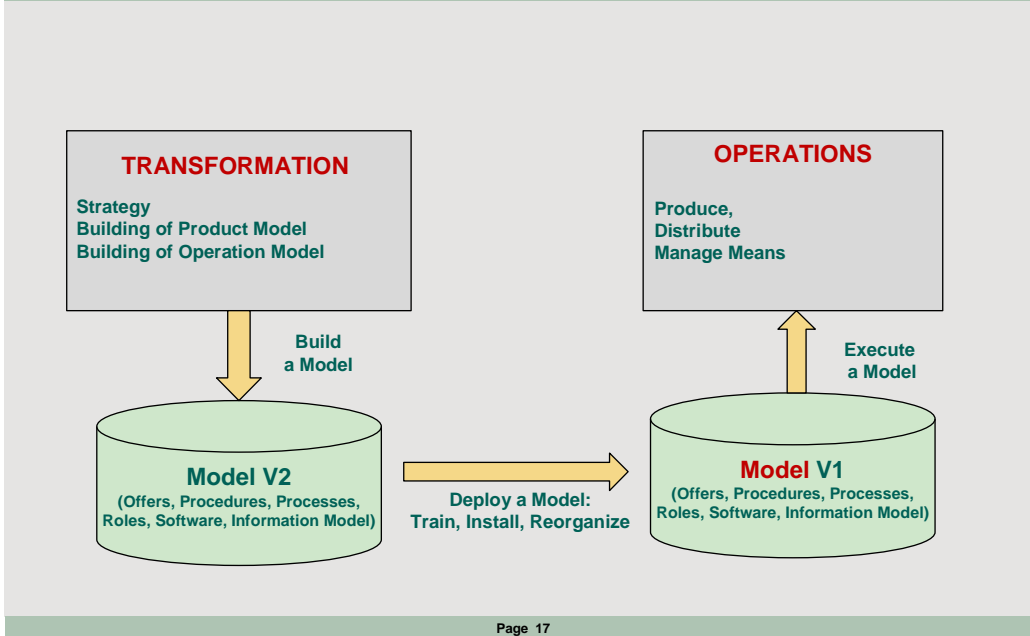 TRANSFORMATION
Strategy
Building of Product Model
Building of Operation Model
OPERATIONS
Produce,
Distribute
Manage Means
Build
a Model
Execute
a Model
Model V2
(Offers, Procedures, Processes,
Roles, Software, Information Model)
Deploy a Model:
Train, Install, Reorganize
Model V1
(Offers, Procedures, Processes,
Roles, Software, Information Model)
Page 17